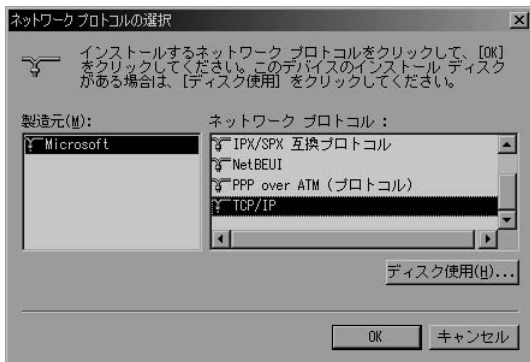 ネットワーク プロトコルの選択
インストールするネットワーク プロトコルをクリックして、[OK]
をクリックしてください。このデバイスのインストール ディスク
がある場合は、[ディスク使用] をクリックしてください。
製造元(M):
Microsoft
ネットワーク プロトコル :
IPX/SPX 互換プロトコル
NetBEUI
PPP over ATM (プロトコル)
TCP/IP
ディスク使用(H)...
OK
キャンセル